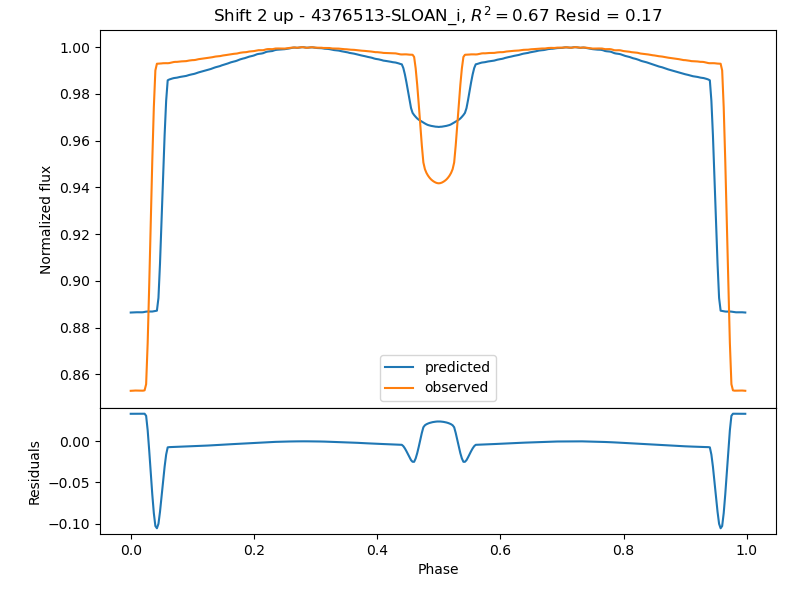 Shift 2 up - 4376513-SLOAN_i, R² = 0.67 Resid = 0.17
Normalized flux
1.00
0.98
0.96
0.94
0.92
0.90
0.88
0.86
predicted
observed
Residuals
0.00
−0.05
−0.10
0.0
0.2
0.4
0.6
0.8
1.0
Phase